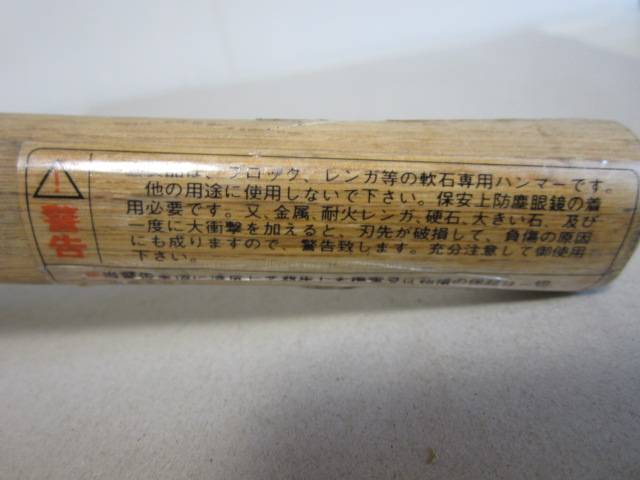 警告
製品は、ブロック、レンガ等の軟石専用ハンマーです。
他の用途に使用しないで下さい。保安上防塵眼鏡の着
用必要です。又、金属、耐火レンガ、硬石、大きい石 及び
一度に大衝撃を加えると、刃先が破損して、負傷の原因
にも成りますので、警告致します。充分注意して御使用
下さい。